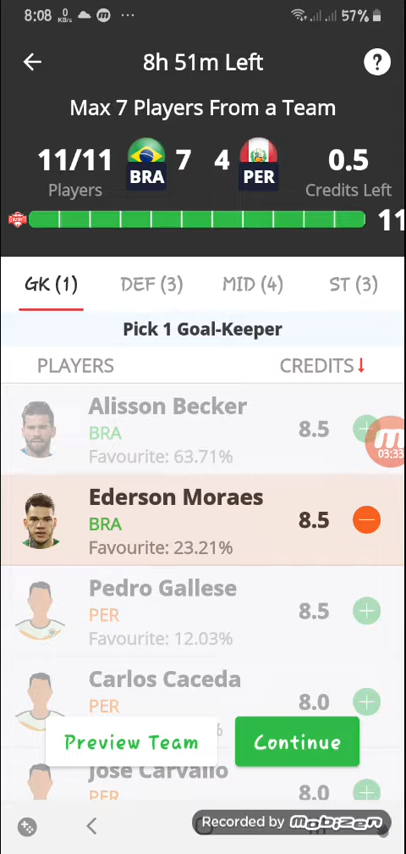 8:08 0 KB/s 57%
8h 51m Left ?
Max 7 Players From a Team
11/11 7 4 0.5
BRA PER
Players Credits Left
11
GK (1) DEF (3) MID (4) ST (3)
Pick 1 Goal-Keeper
PLAYERS CREDITS↓
Alisson Becker
BRA 8.5
Favourite: 63.71%
03:33
Ederson Moraes
BRA 8.5
Favourite: 23.21%
Pedro Gallese
PER 8.5
Favourite: 12.03%
Carlos Caceda
PER 8.0
%
Preview Team Continue
Jose Carvallo
PER 8.0
Recorded by mobizen